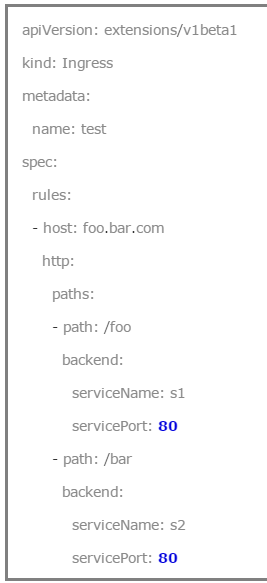 apiVersion: extensions/v1beta1
kind: Ingress
metadata:
  name: test
spec:
  rules:
  - host: foo.bar.com
    http:
      paths:
      - path: /foo
        backend:
          serviceName: s1
          servicePort: 80
      - path: /bar
        backend:
          serviceName: s2
          servicePort: 80